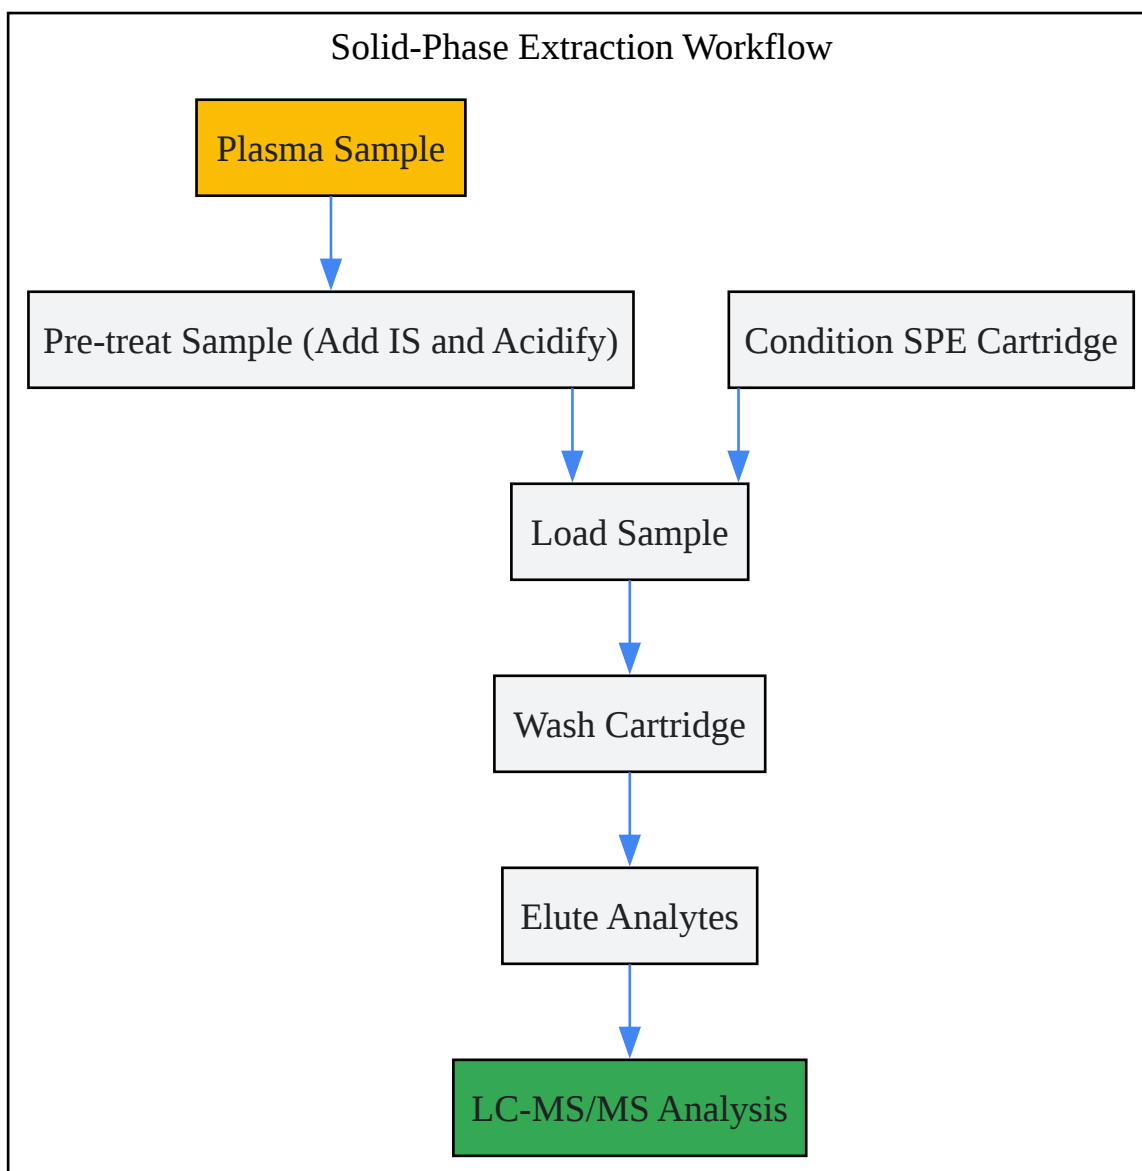 Solid-Phase Extraction Workflow
Plasma Sample
Pre-treat Sample (Add IS and Acidify)
Condition SPE Cartridge
Load Sample
Wash Cartridge
Elute Analytes
LC-MS/MS Analysis